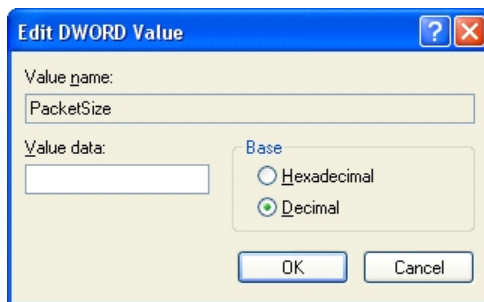 Edit DWORD Value
Value name:
PacketSize
Value data:
Base
Hexadecimal
Decimal
OK
Cancel